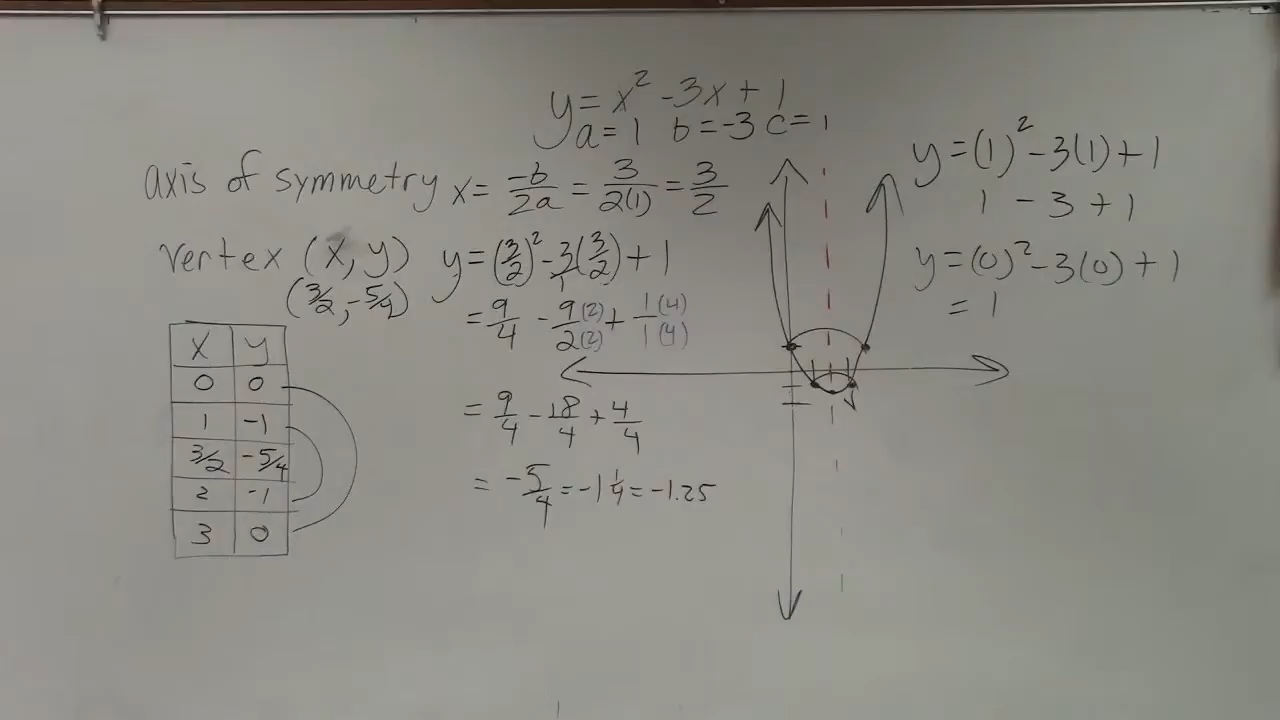 y = x² - 3x + 1
a = 1 b = -3 c = 1
axis of symmetry x = -b/2a = 3/2(1) = 3/2
vertex (x, y) y = (3/2)² - 3/1(3/2) + 1
(3/2, -5/4) = 9/4 - 9(2)/2(2) + 1(4)/1(4)
= 9/4 - 18/4 + 4/4
= -5/4 = -1 1/4 = -1.25
x y
0 0
1 -1
3/2 -5/4
2 -1
3 0
y = (1)² - 3(1) + 1
1 - 3 + 1
y = (0)² - 3(0) + 1
= 1